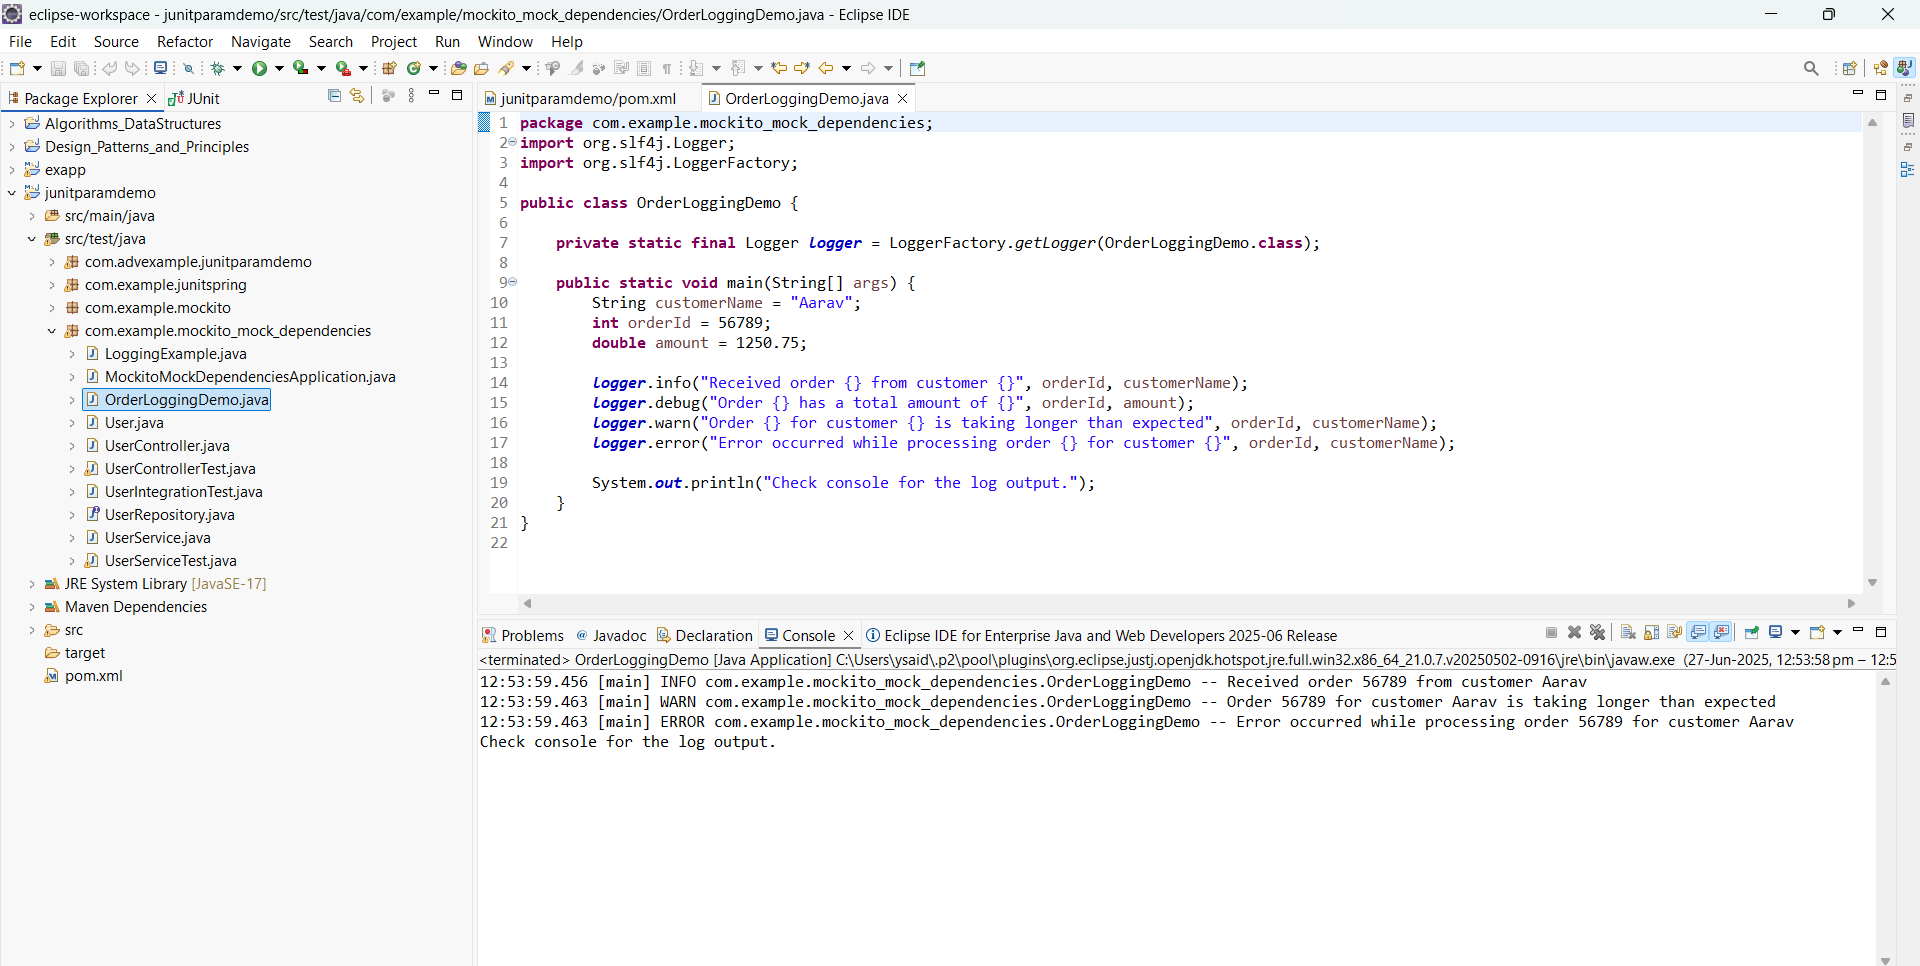 eclipse-workspace - junitparamdemo/src/test/java/com/example/mockito_mock_dependencies/OrderLoggingDemo.java - Eclipse IDE
File Edit Source Refactor Navigate Search Project Run Window Help
Package Explorer
JUnit
Algorithms_DataStructures
Design_Patterns_and_Principles
exapp
junitparamdemo
src/main/java
src/test/java
com.advexample.junitparamdemo
com.example.junitspring
com.example.mockito
com.example.mockito_mock_dependencies
LoggingExample.java
MockitoMockDependenciesApplication.java
OrderLoggingDemo.java
User.java
UserController.java
UserControllerTest.java
UserIntegrationTest.java
UserRepository.java
UserService.java
UserServiceTest.java
JRE System Library [JavaSE-17]
Maven Dependencies
src
target
pom.xml
junitparamdemo/pom.xml
OrderLoggingDemo.java
1 package com.example.mockito_mock_dependencies;
2 import org.slf4j.Logger;
3 import org.slf4j.LoggerFactory;
4
5 public class OrderLoggingDemo {
6
7     private static final Logger logger = LoggerFactory.getLogger(OrderLoggingDemo.class);
8
9     public static void main(String[] args) {
10         String customerName = "Aarav";
11         int orderId = 56789;
12         double amount = 1250.75;
13
14         logger.info("Received order {} from customer {}", orderId, customerName);
15         logger.debug("Order {} has a total amount of {}", orderId, amount);
16         logger.warn("Order {} for customer {} is taking longer than expected", orderId, customerName);
17         logger.error("Error occurred while processing order {} for customer {}", orderId, customerName);
18
19         System.out.println("Check console for the log output.");
20     }
21 }
22
Problems @ Javadoc Declaration Console Eclipse IDE for Enterprise Java and Web Developers 2025-06 Release
<terminated> OrderLoggingDemo [Java Application] C:\Users\ysaid\.p2\pool\plugins\org.eclipse.justj.openjdk.hotspot.jre.full.win32.x86_64_21.0.7.v20250502-0916\jre\bin\javaw.exe (27-Jun-2025, 12:53:58 pm – 12:5
12:53:59.456 [main] INFO com.example.mockito_mock_dependencies.OrderLoggingDemo -- Received order 56789 from customer Aarav
12:53:59.463 [main] WARN com.example.mockito_mock_dependencies.OrderLoggingDemo -- Order 56789 for customer Aarav is taking longer than expected
12:53:59.463 [main] ERROR com.example.mockito_mock_dependencies.OrderLoggingDemo -- Error occurred while processing order 56789 for customer Aarav
Check console for the log output.